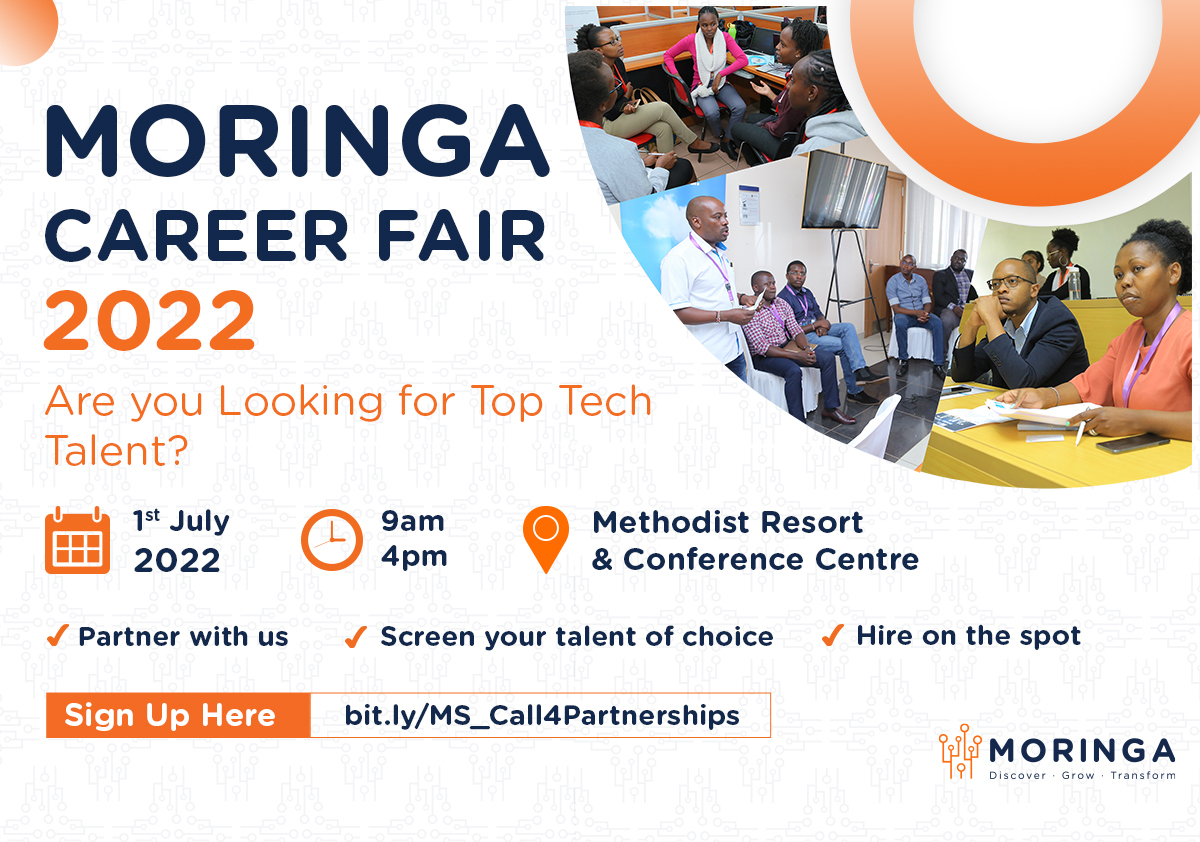 MORINGA
CAREER FAIR
2022
Are you Looking for Top Tech
Talent?
1st July
2022
9am
4pm
Methodist Resort
& Conference Centre
✓ Partner with us
✓ Screen your talent of choice
✓ Hire on the spot
Sign Up Here
bit.ly/MS_Call4Partnerships
MORINGA
Discover · Grow · Transform